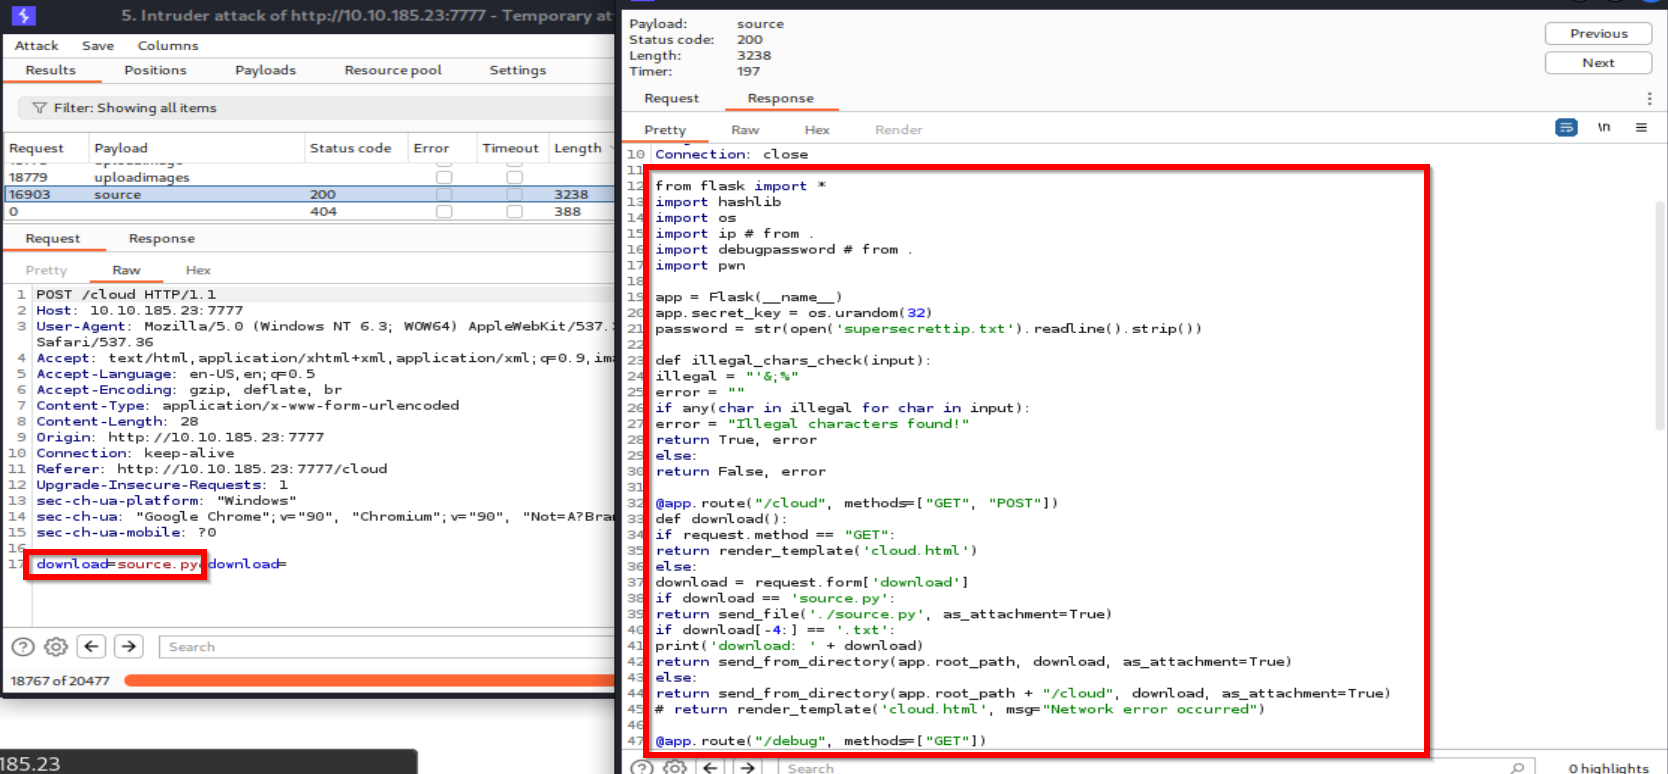 5. Intruder attack of http://10.10.185.23:7777 - Temporary at
Attack Save Columns
Results Positions Payloads Resource pool Settings
Filter: Showing all items
Request Payload Status code Error Timeout Length
uploadimage
18779 uploadimages
16903 source 200 3238
0 404 388
Request Response
Pretty Raw Hex
1 POST /cloud HTTP/1.1
2 Host: 10.10.185.23:7777
3 User-Agent: Mozilla/5.0 (Windows NT 6.3; WOW64) AppleWebKit/537.
Safari/537.36
4 Accept: text/html,application/xhtml+xml,application/xml;q=0.9,im
5 Accept-Language: en-US,en;q=0.5
6 Accept-Encoding: gzip, deflate, br
7 Content-Type: application/x-www-form-urlencoded
8 Content-Length: 28
9 Origin: http://10.10.185.23:7777
10 Connection: keep-alive
11 Referer: http://10.10.185.23:7777/cloud
12 Upgrade-Insecure-Requests: 1
13 sec-ch-ua-platform: "Windows"
14 sec-ch-ua: "Google Chrome";v="90", "Chromium";v="90", "Not=A?Bra
15 sec-ch-ua-mobile: ?0
16
17 download=source.py&download=
Search
18767 of 20477
185.23
Payload: source
Status code: 200
Length: 3238
Timer: 197
Previous
Next
Request Response
Pretty Raw Hex Render
\n
10 Connection: close
11
12 from flask import *
13 import hashlib
14 import os
15 import ip # from .
16 import debugpassword # from .
17 import pwn
18
19 app = Flask(__name__)
20 app.secret_key = os.urandom(32)
21 password = str(open('supersecrettip.txt').readline().strip())
22
23 def illegal_chars_check(input):
24 illegal = "'&;%"
25 error = ""
26 if any(char in illegal for char in input):
27 error = "Illegal characters found!"
28 return True, error
29 else:
30 return False, error
31
32 @app.route("/cloud", methods=["GET", "POST"])
33 def download():
34 if request.method == "GET":
35 return render_template('cloud.html')
36 else:
37 download = request.form['download']
38 if download == 'source.py':
39 return send_file('./source.py', as_attachment=True)
40 if download[-4:] == '.txt':
41 print('download: ' + download)
42 return send_from_directory(app.root_path, download, as_attachment=True)
43 else:
44 return send_from_directory(app.root_path + "/cloud", download, as_attachment=True)
45 # return render_template('cloud.html', msg="Network error occurred")
46
47 @app.route("/debug", methods=["GET"])
Search
0 highlights